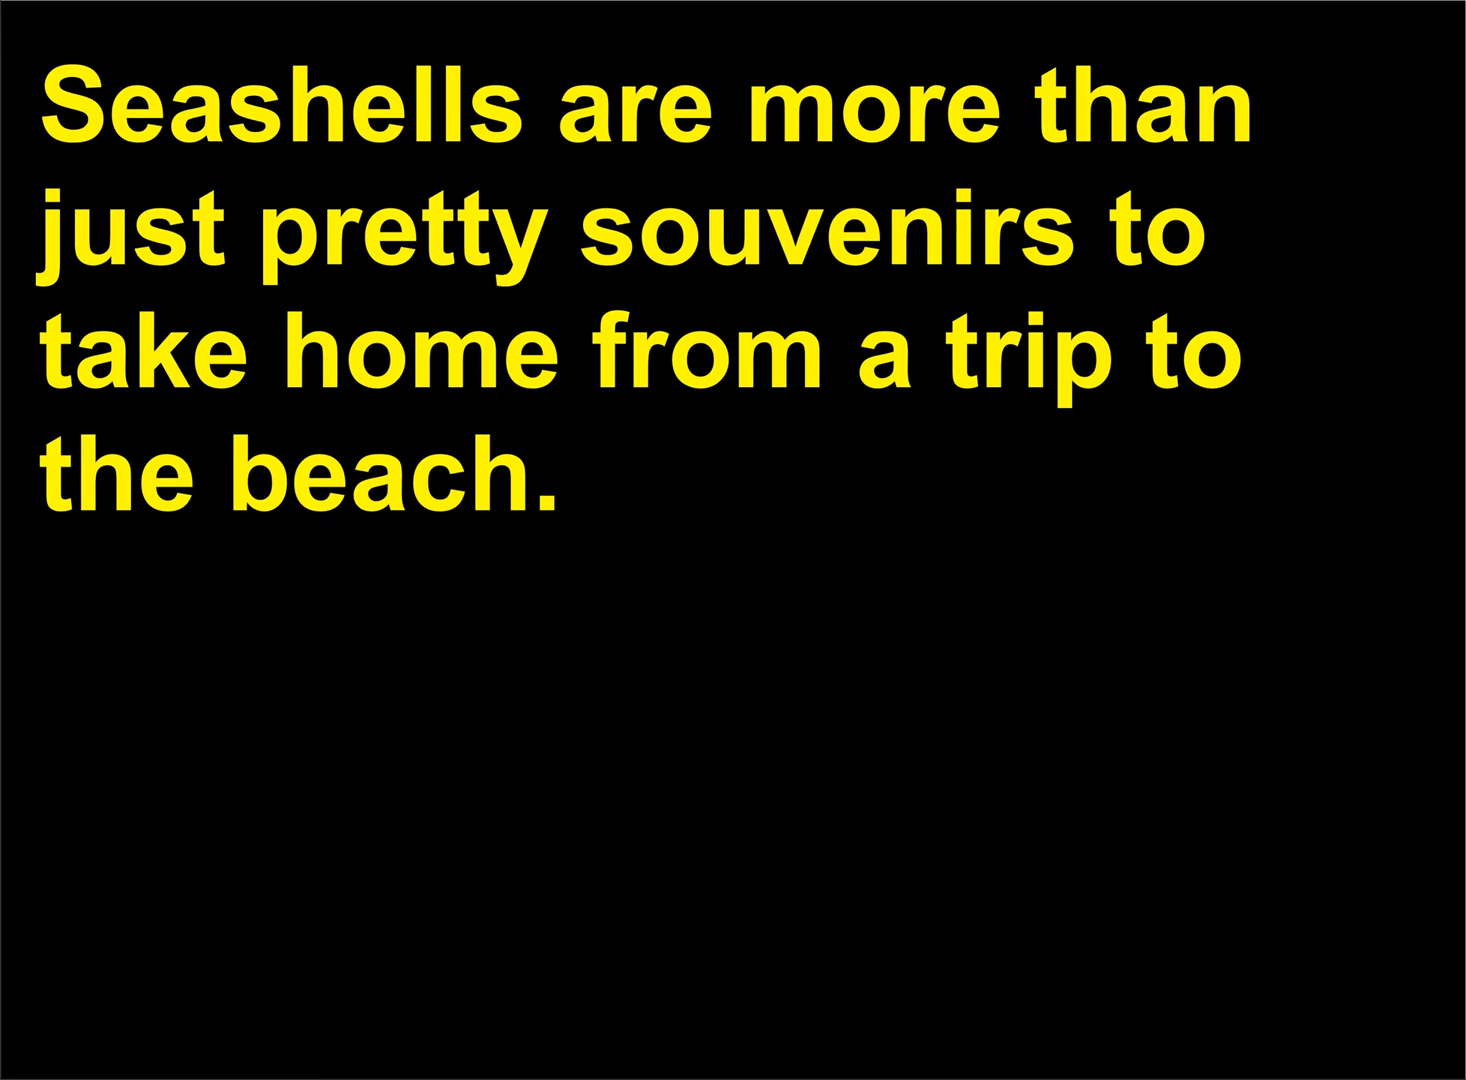 Seashells are more than
just pretty souvenirs to
take home from a trip to
the beach.